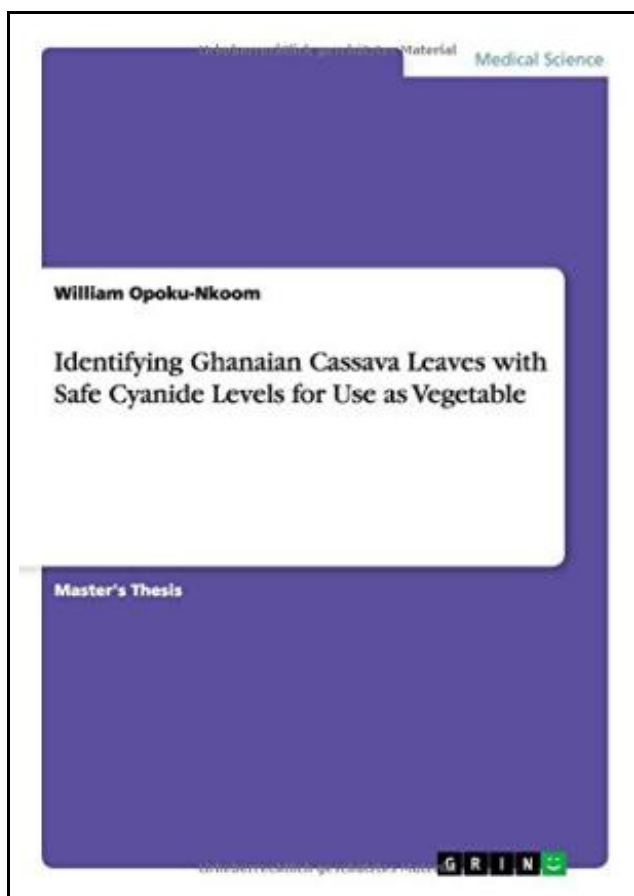 Material
Medical Science
William Opoku-Nkoom
Identifying Ghanaian Cassava Leaves with
Safe Cyanide Levels for Use as Vegetable
Master's Thesis
GRIN